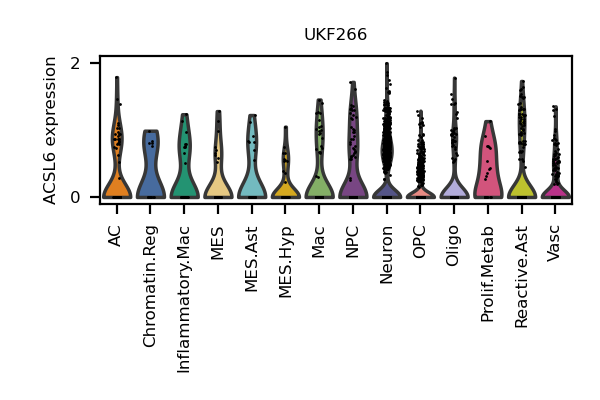 UKF266
ACSL6 expression
2
0
AC
Chromatin.Reg
Inflammatory.Mac
MES
MES.Ast
MES.Hyp
Mac
NPC
Neuron
OPC
Oligo
Prolif.Metab
Reactive.Ast
Vasc